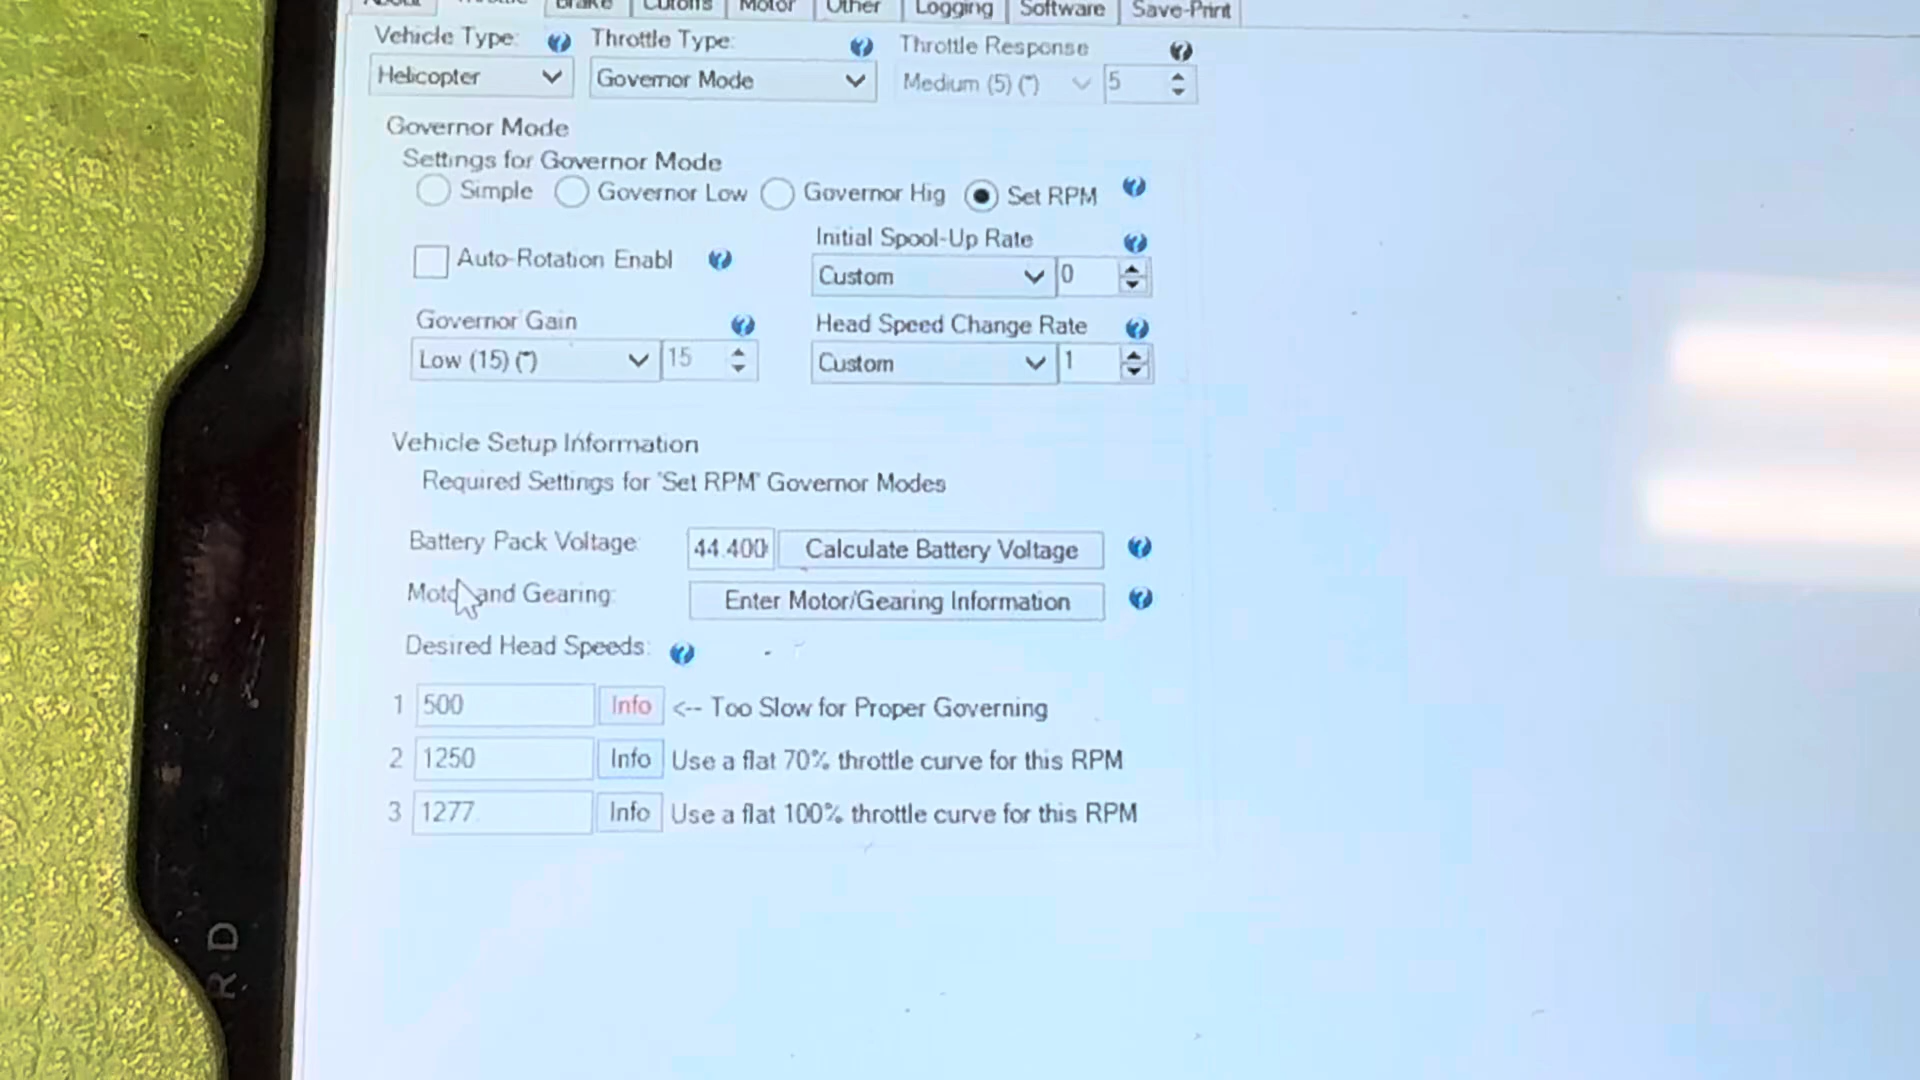 Brake Cutoffs Motor Other Logging Software Save-Print
Vehicle Type: Throttle Type: Throttle Response
Helicopter Governor Mode Medium (5) (*) 5
Governor Mode
Settings for Governor Mode
Simple Governor Low Governor Hig Set RPM
Auto-Rotation Enabl
Initial Spool-Up Rate
Custom 0
Governor Gain
Low (15) (*) 15
Head Speed Change Rate
Custom 1
Vehicle Setup Information
Required Settings for "Set RPM" Governor Modes
Battery Pack Voltage: 44.400 Calculate Battery Voltage
Moto and Gearing: Enter Motor/Gearing Information
Desired Head Speeds:
1 500 Info <-- Too Slow for Proper Governing
2 1250 Info Use a flat 70% throttle curve for this RPM
3 1277 Info Use a flat 100% throttle curve for this RPM
RD